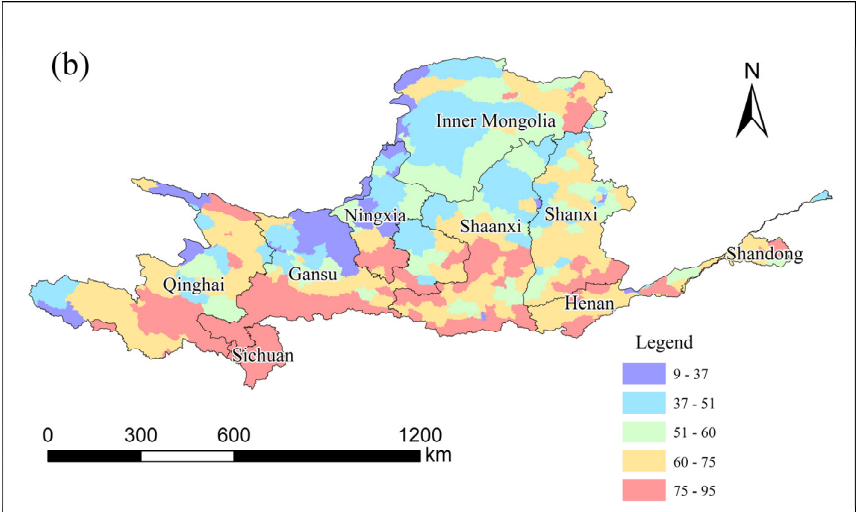 (b)
N
Inner Mongolia
Ningxia
Shaanxi
Shanxi
Qinghai
Gansu
Shandong
Henan
Sichuan
Legend
9 - 37
37 - 51
51 - 60
60 - 75
75 - 95
0 300 600 1200
km